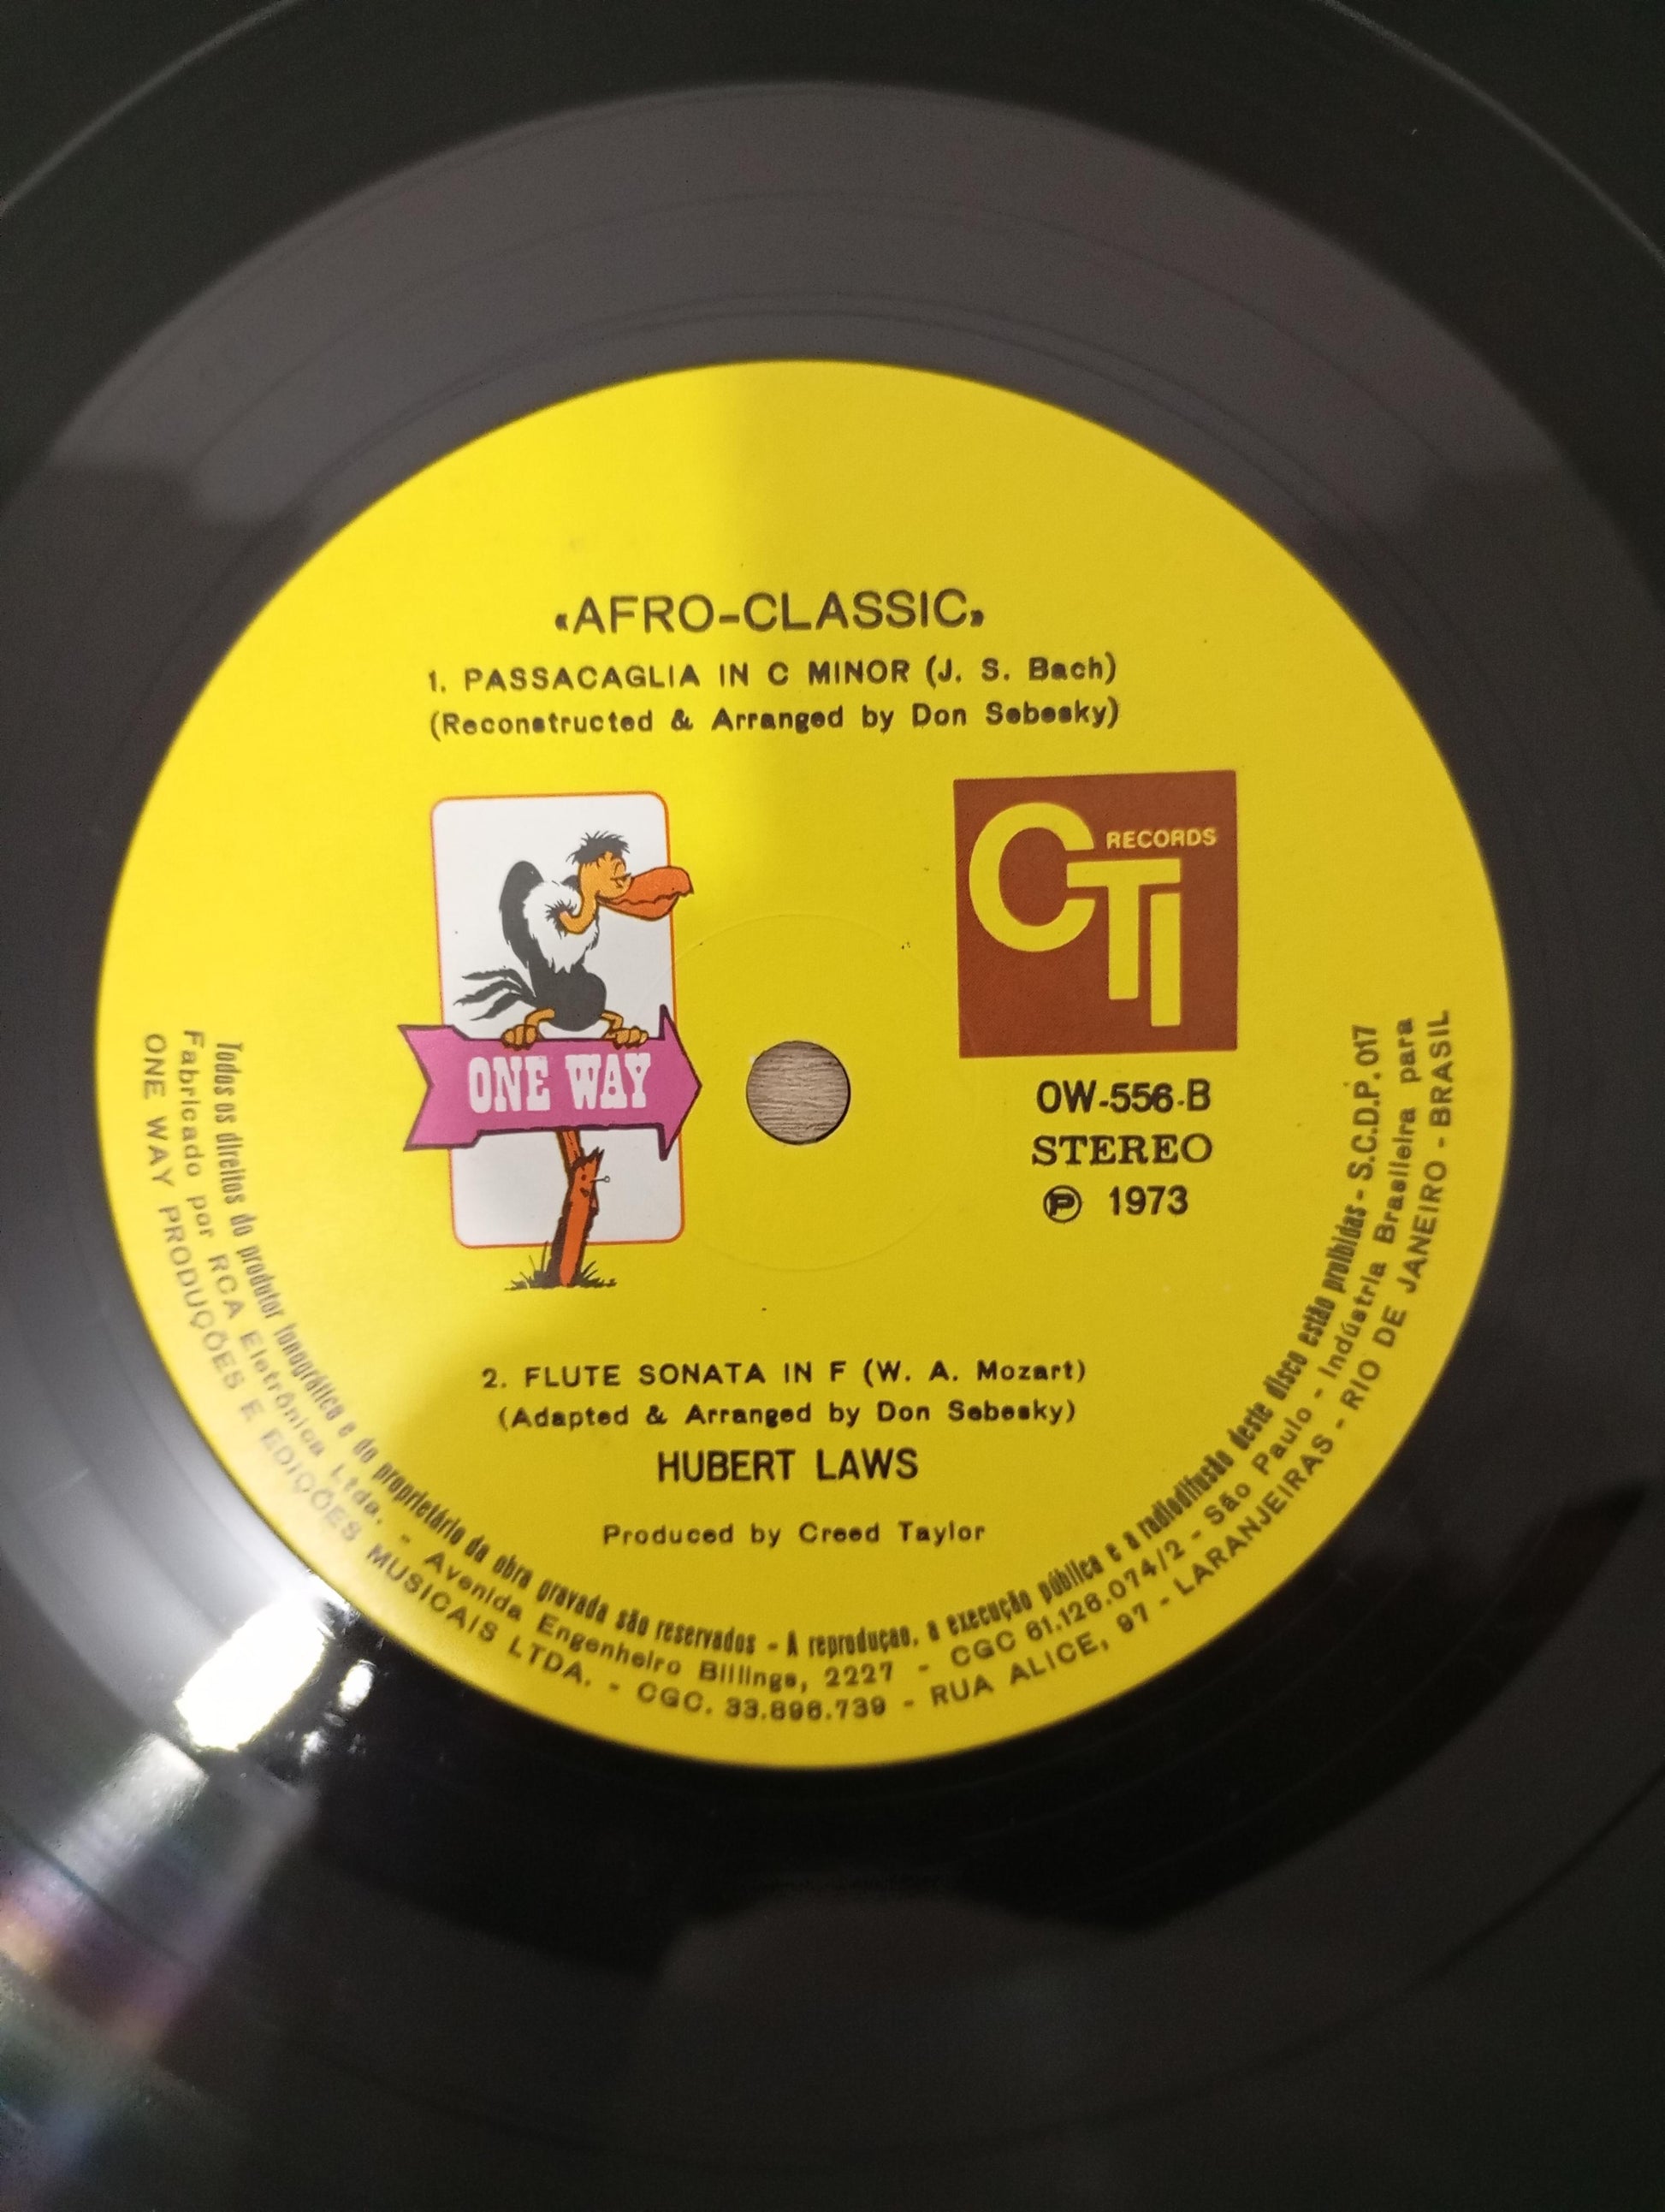 «AFRO-CLASSIC»
1. PASSACAGLIA IN C MINOR (J. S. Bach)
(Reconstructed & Arranged by Don Sebesky)
CTI
RECORDS
ONE WAY
OW-556-B
STEREO
Ⓟ 1973
2. FLUTE SONATA IN F (W. A. Mozart)
(Adapted & Arranged by Don Sebesky)
HUBERT LAWS
Produced by Creed Taylor
Todos os direitos do produtor fonográfico e do proprietário da obra gravada são reservados - A reproduçao, a execução pública e a radiodifusão deste disco estão proibidas - S.C.D.P. 017
Fabricado por RCA Eletrônica Ltda. - Avenida Engenheiro Billings, 2227 - CGC 61.126.074/2 - São Paulo - Indústria Brasileira para
ONE WAY PRODUÇÕES E EDIÇÕES MUSICAIS LTDA. - CGC. 33.896.739 - RUA ALICE, 97 - LARANJEIRAS - RIO DE JANEIRO - BRASIL